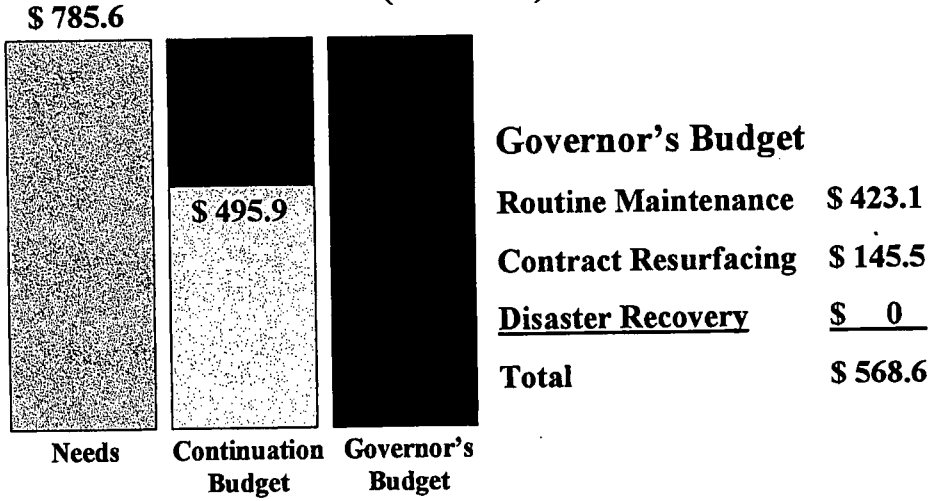 $ 785.6
$ 495.9
Needs
Continuation
Budget
Governor's
Budget
Governor's Budget
Routine Maintenance $ 423.1
Contract Resurfacing $ 145.5
Disaster Recovery $ 0
Total $ 568.6